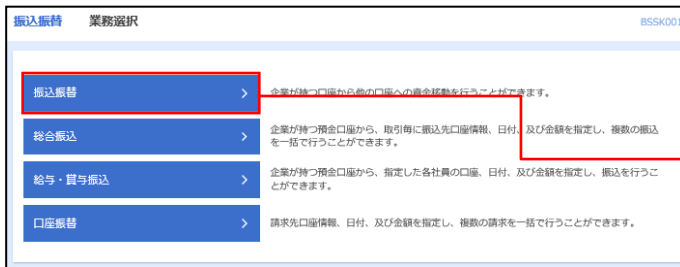 振込振替 業務選択 BSSK001
振込振替
企業が持つ口座から他の口座への資金移動を行うことができます。
総合振込
企業が持つ預金口座から、取引毎に振込先口座情報、日付、及び金額を指定し、複数の振込
を一括で行うことができます。
給与・賞与振込
企業が持つ預金口座から、指定した各社員の口座、日付、及び金額を指定し、振込を行うこ
とができます。
口座振替
請求先口座情報、日付、及び金額を指定し、複数の請求を一括で行うことができます。